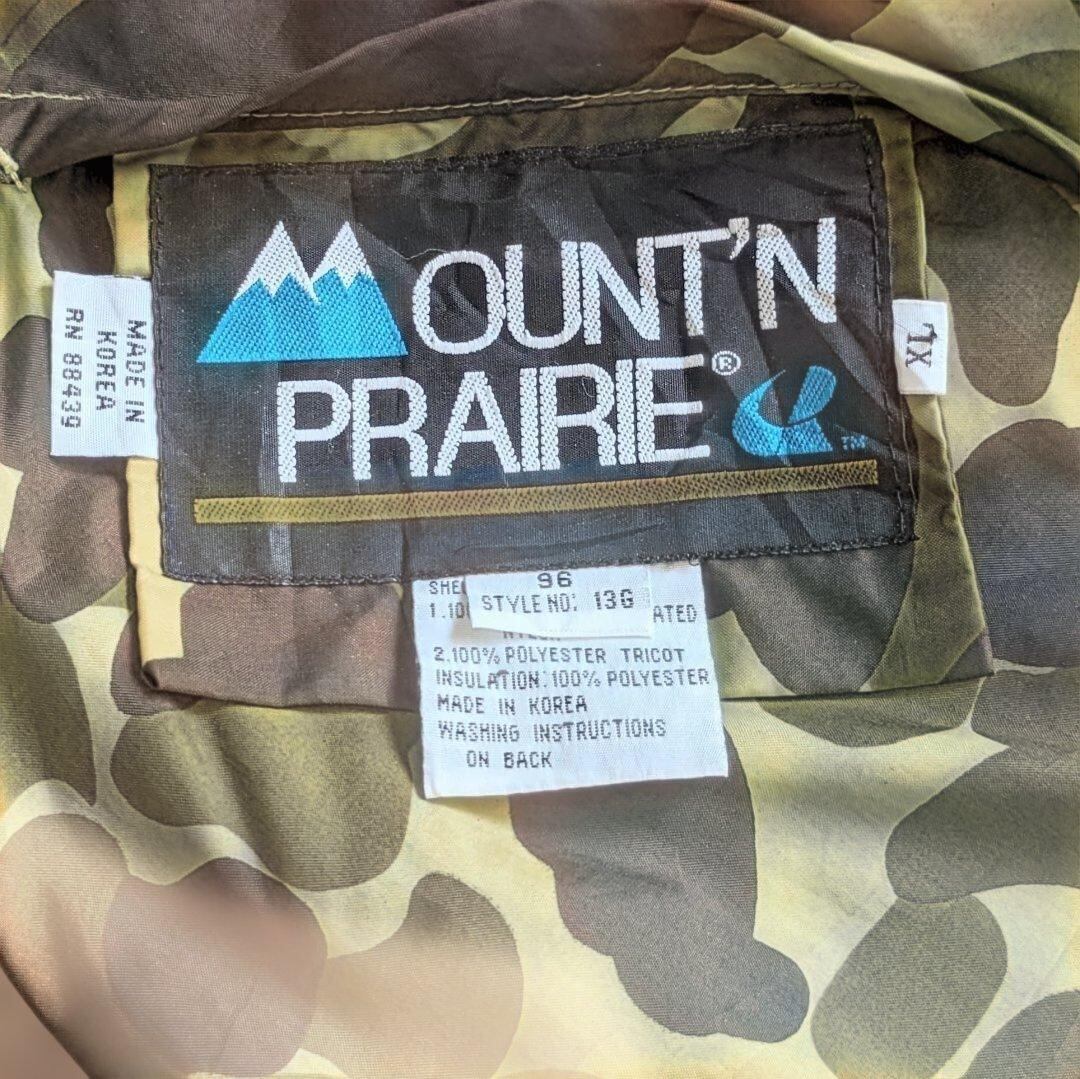 MOUNT'N
PRAIRIE®
TM
MADE IN
KOREA
RN 88439
96
STYLE NO: 13G
2.100% POLYESTER TRICOT
INSULATION: 100% POLYESTER
MADE IN KOREA
WASHING INSTRUCTIONS
ON BACK